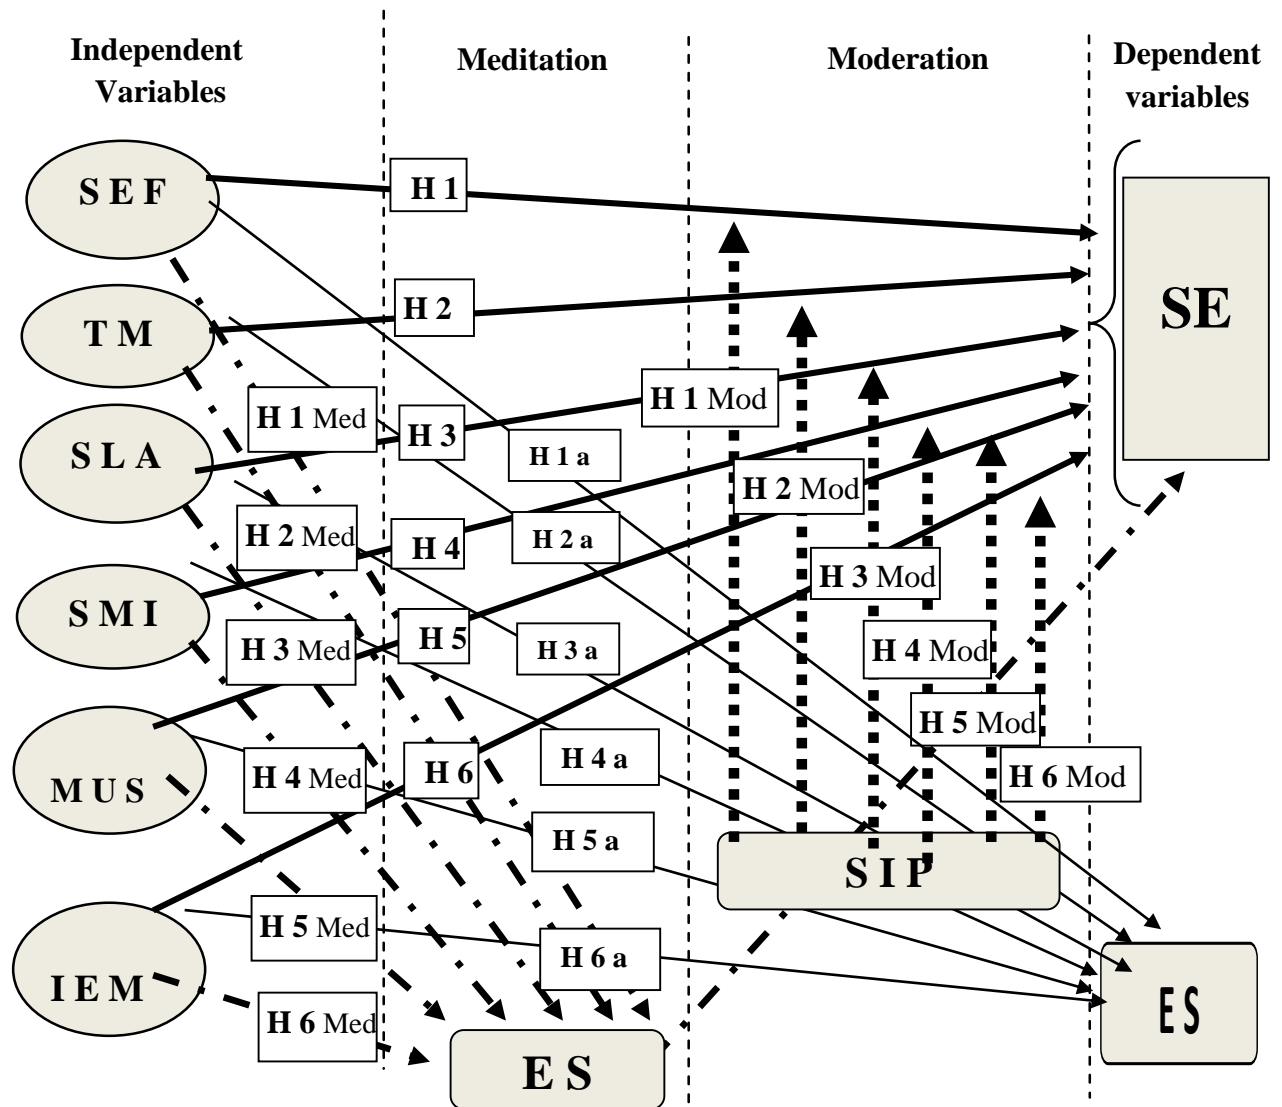 Independent
Variables
Meditation
Moderation
Dependent
variables
S E F
H 1
SE
T M
H 2
H 1 Mod
H 1 Med
H 3
S L A
H 1 a
H 2 Mod
H 2 Med
H 4
H 2 a
H 3 Mod
S M I
H 3 Med
H 5
H 3 a
H 4 Mod
H 5 Mod
M U S
H 4 Med
H 6
H 4 a
H 6 Mod
H 5 a
S I P
H 5 Med
H 6 a
I E M
H 6 Med
E S
E S